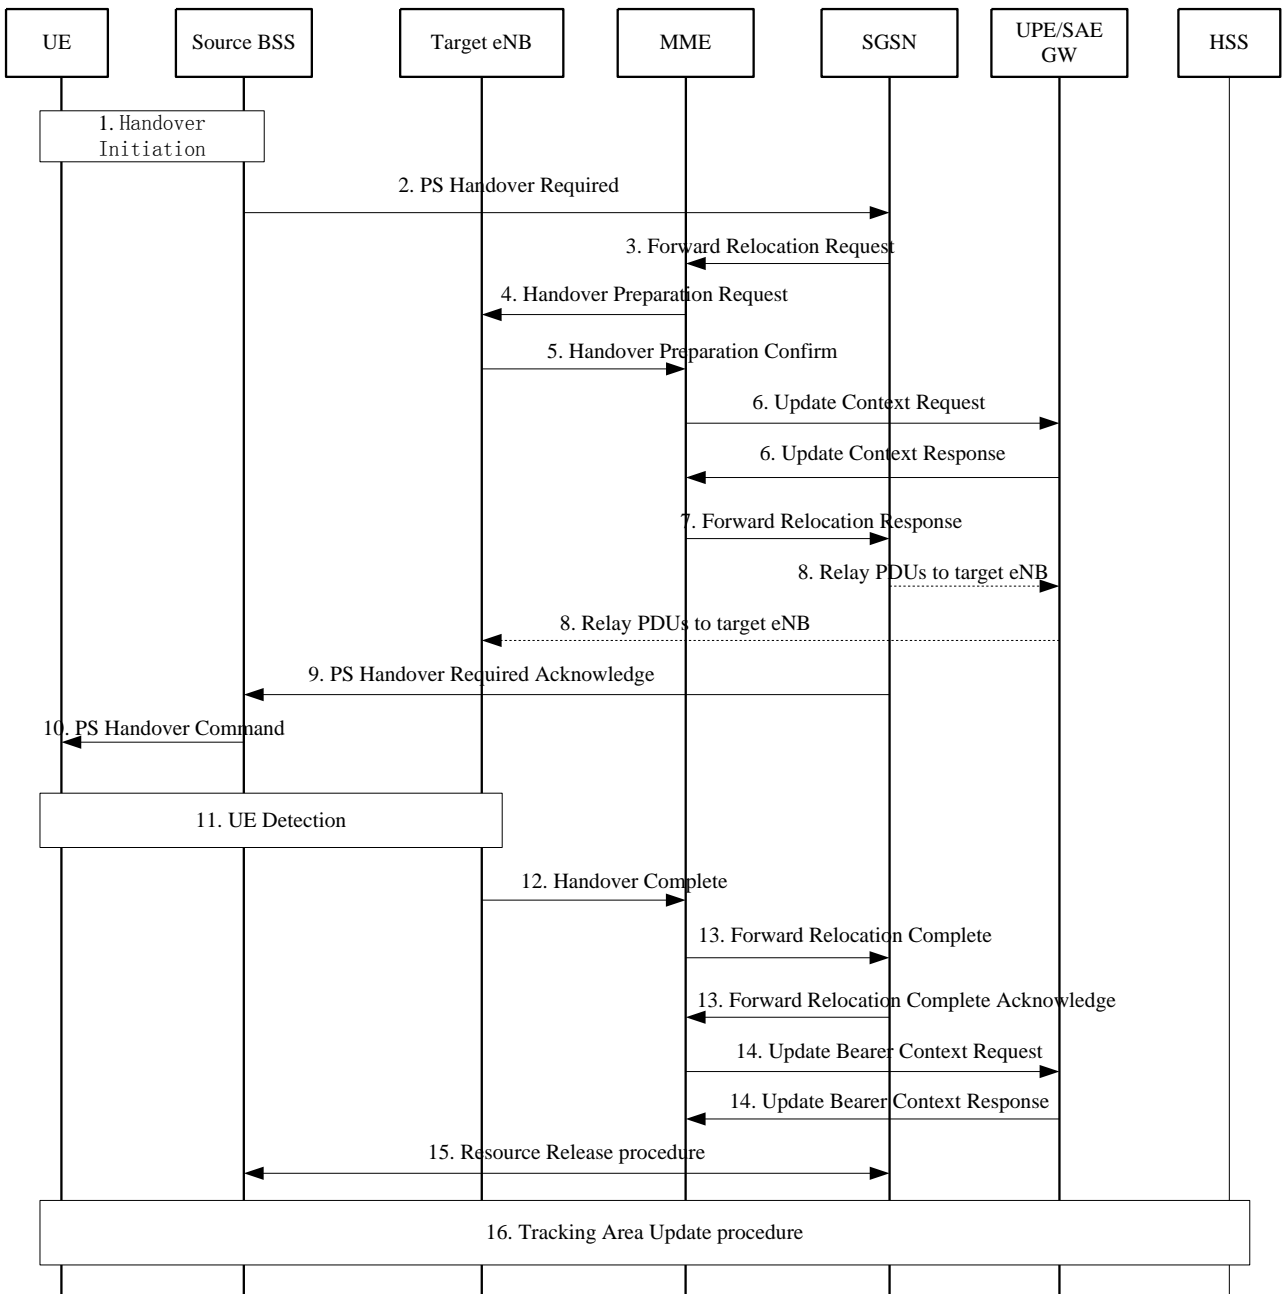 UE
Source BSS
Target eNB
MME
SGSN
UPE/SAE
GW
HSS
1. Handover
Initiation
2. PS Handover Required
3. Forward Relocation Request
4. Handover Preparation Request
5. Handover Preparation Confirm
6. Update Context Request
6. Update Context Response
7. Forward Relocation Response
8. Relay PDUs to target eNB
8. Relay PDUs to target eNB
9. PS Handover Required Acknowledge
10. PS Handover Command
11. UE Detection
12. Handover Complete
13. Forward Relocation Complete
13. Forward Relocation Complete Acknowledge
14. Update Bearer Context Request
14. Update Bearer Context Response
15. Resource Release procedure
16. Tracking Area Update procedure